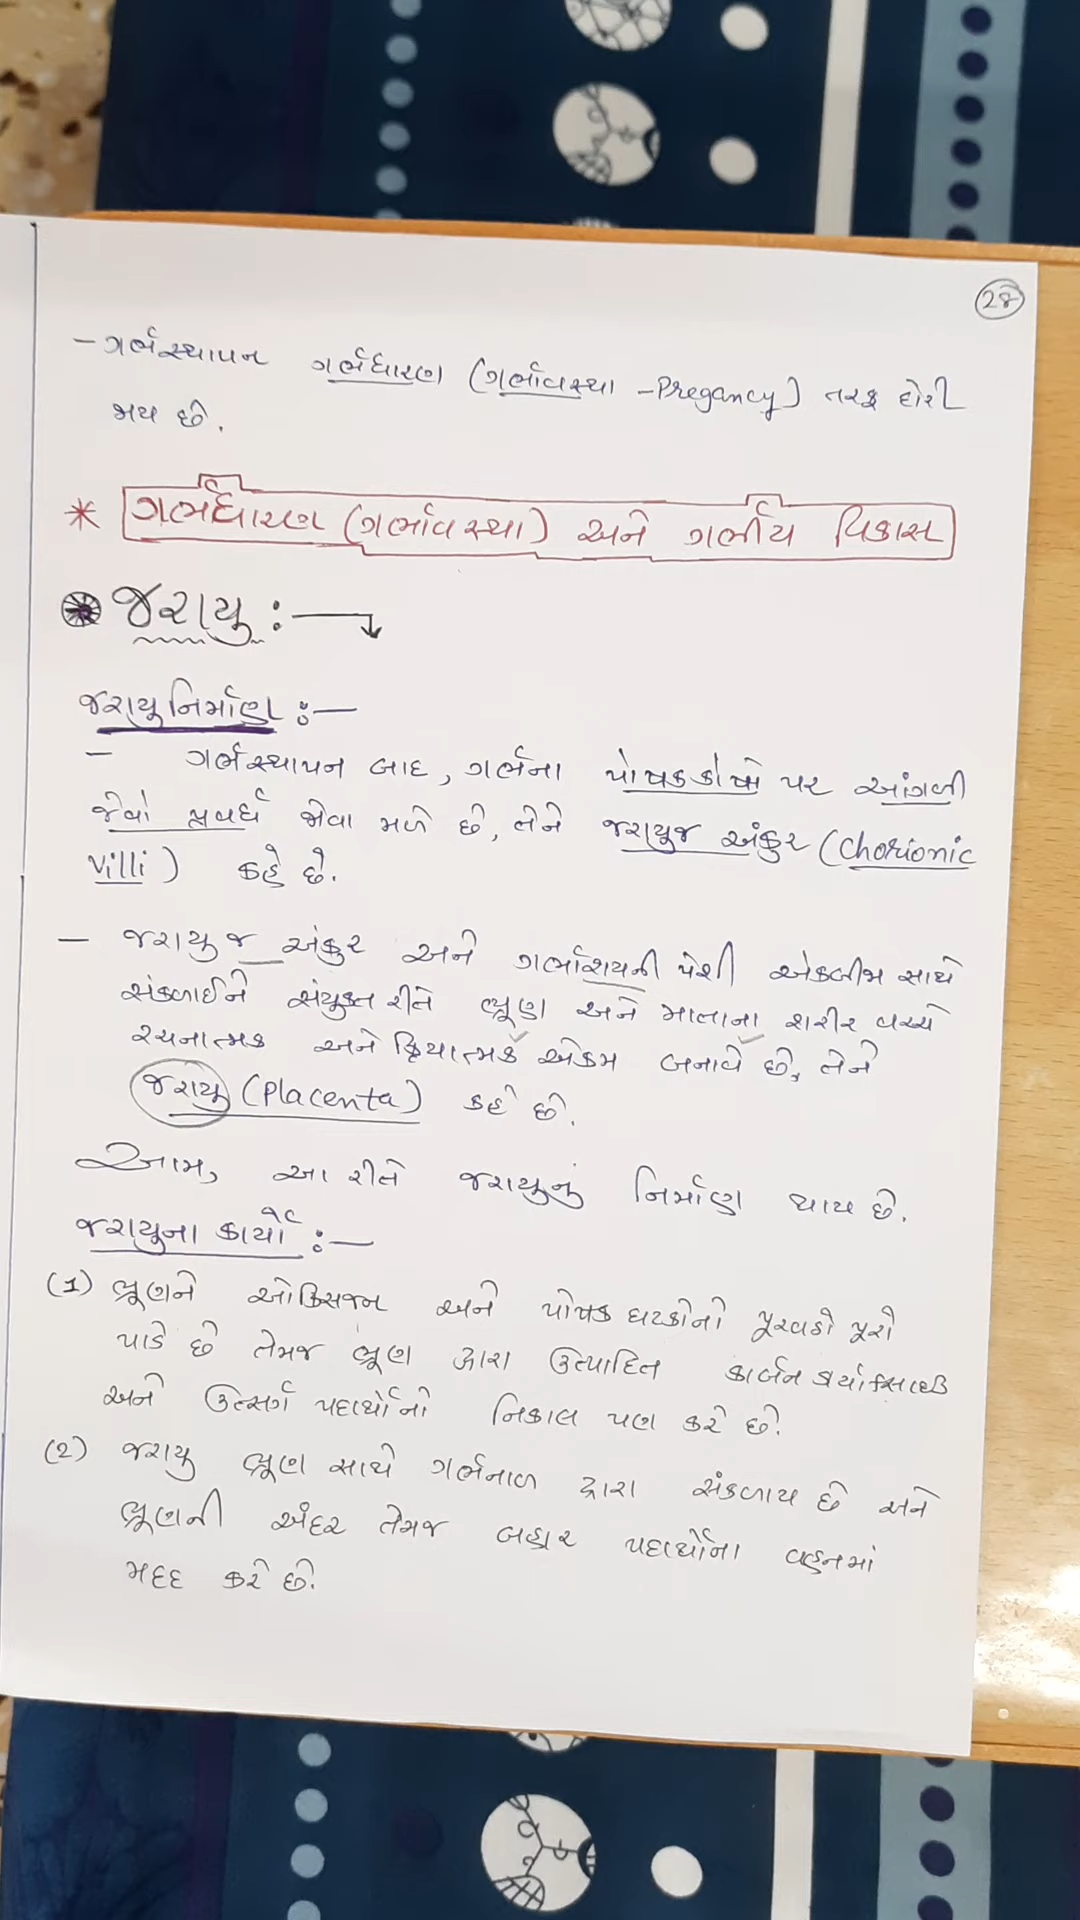 28
- ગર્ભસ્થાપન ગર્ભધારણ (ગર્ભાવસ્થા - Pregancy) તરફ દોરી
જાય છે.
* ગર્ભધારણ (ગર્ભાવસ્થા) અને ગર્ભીય વિકાસ
જરાયુ :
જરાયુ નિર્માણ :-
- ગર્ભસ્થાપન બાદ, ગર્ભના પોષકકોષો પર આંગળી
જેવો પ્રવર્ધ જોવા મળે છે, તેને જરાયુજ અંકુર (Chorionic
Villi) કહે છે.
- જરાયુજ અંકુર અને ગર્ભાશયની પેશી એકબીજા સાથે
સંકળાઈને સંયુક્ત રીતે ભ્રૂણ અને માતાના શરીર વચ્ચે
રચનાત્મક અને ક્રિયાત્મક એકમ બનાવે છે, તેને
જરાયુ (Placenta) કહે છે.
આમ, આ રીતે જરાયુનું નિર્માણ થાય છે.
જરાયુના કાર્યો :-
(1) ભ્રૂણને ઓક્સિજન અને પોષક ઘટકોનો પૂરવઠો પૂરો
પાડે છે તેમજ ભ્રૂણ દ્વારા ઉત્પાદિત કાર્બન ડાયોક્સાઇડ
અને ઉત્સર્ગ પદાર્થોનો નિકાલ પણ કરે છે.
(2) જરાયુ ભ્રૂણ સાથે ગર્ભનાળ દ્વારા સંકળાય છે અને
ભ્રૂણની અંદર તેમજ બહાર પદાર્થોના વહનમાં
મદદ કરે છે.